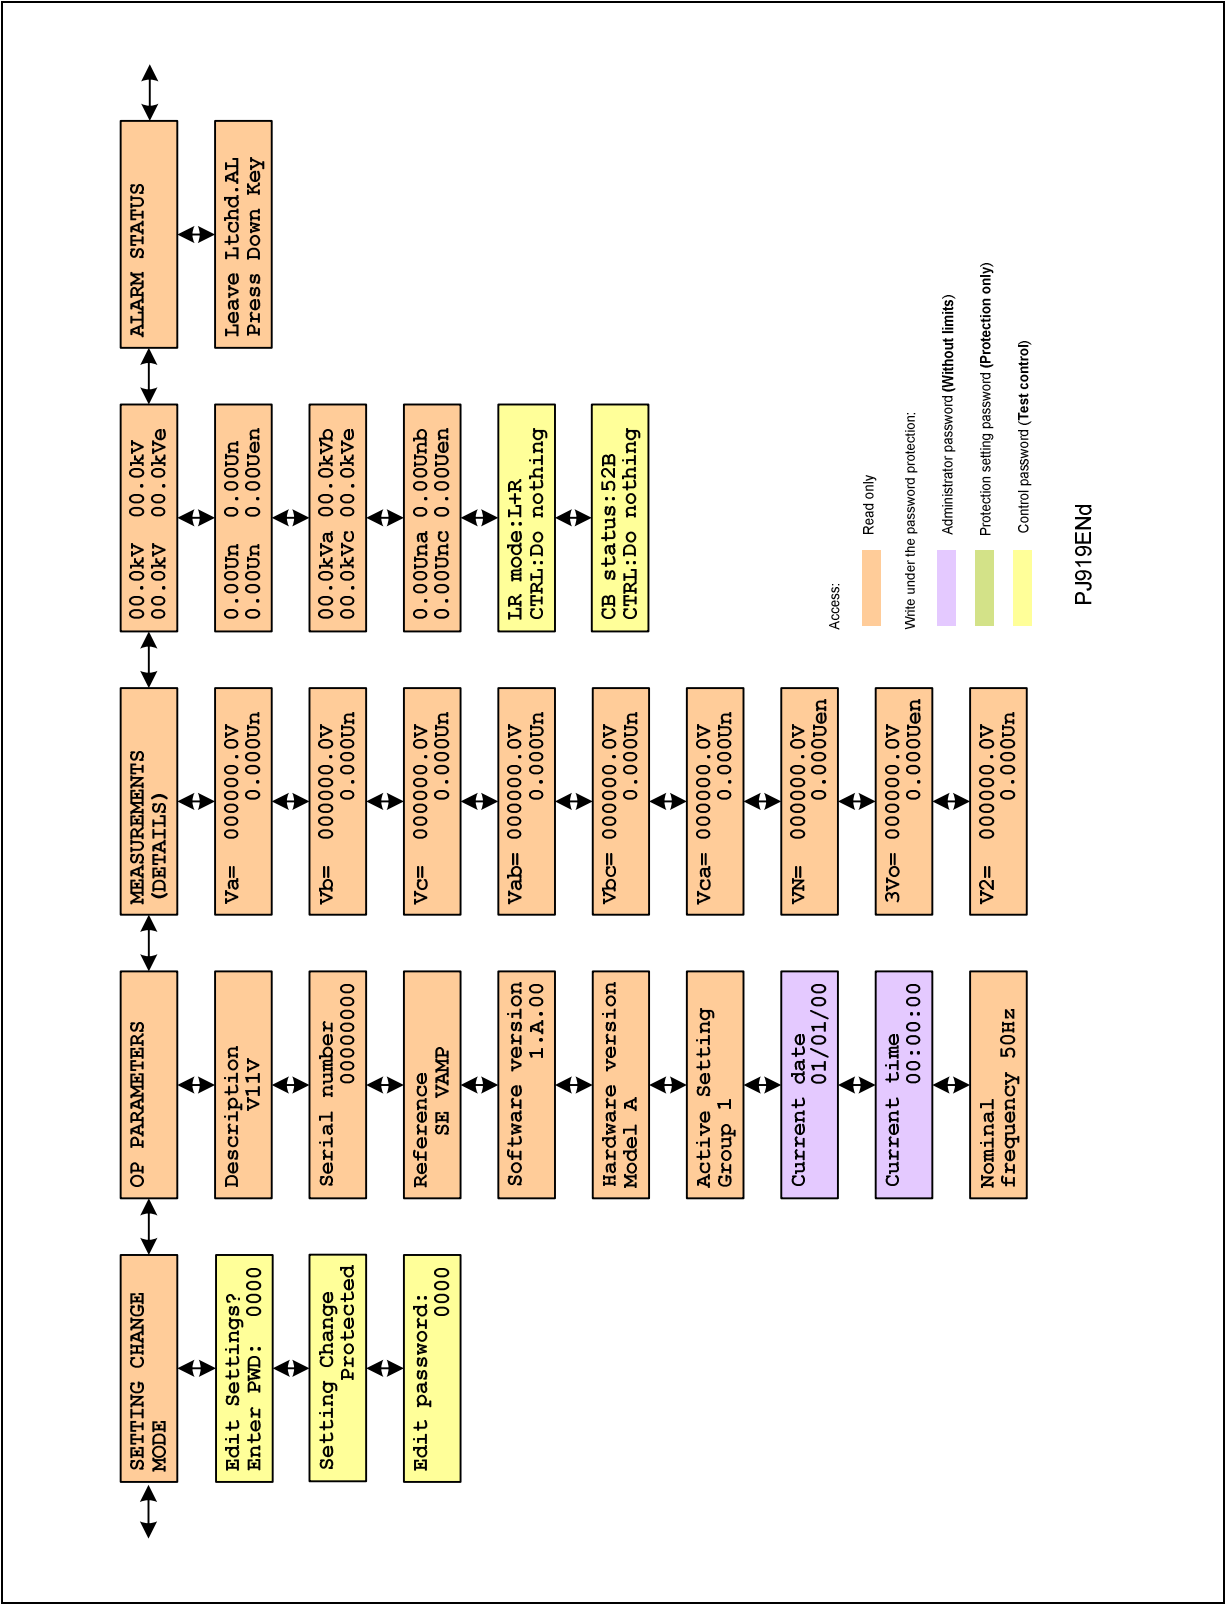 SETTING CHANGE
MODE
Edit Settings?
Enter PWD: 0000
Setting Change
Protected
Edit password:
0000
OP PARAMETERS
Description
V11v
Serial number
00000000
Reference
SE VAMP
Software version
1.A.00
Hardware version
Model A
Active Setting
Group 1
Current date
01/01/00
Current time
00:00:00
Nominal
frequency 50Hz
MEASUREMENTS
(DETAILS)
Va= 000000.0V
0.000Un
Vb= 000000.0V
0.000Un
Vc= 000000.0V
0.000Un
Vab= 000000.0V
0.000Un
Vbc= 000000.0V
0.000Un
Vca= 000000.0V
0.000Un
VN= 000000.0V
0.000Uen
3Vo= 000000.0V
0.000Uen
V2= 000000.0V
0.000Un
00.0kV 00.0kV
00.0kV 00.0kVe
0.00Un 0.00Un
0.00Un 0.00Uen
00.0kVa 00.0kVb
00.0kVc 00.0kVe
0.00Una 0.00Unb
0.00Unc 0.00Uen
LR mode:L+R
CTRL:Do nothing
CB status:52B
CTRL:Do nothing
ALARM STATUS
Leave Ltchd.AL
Press Down Key
Access:
Read only
Write under the password protection:
Administrator password (Without limits)
Protection setting password (Protection only)
Control password (Test control)
PJ919ENd